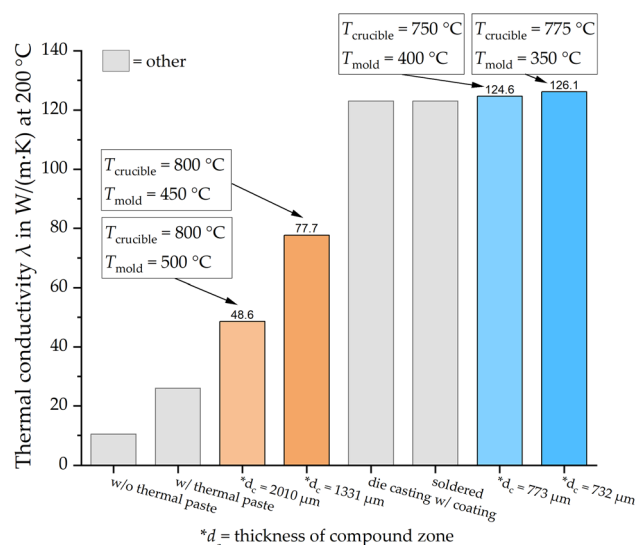 T_crucible = 750 °C
T_mold = 400 °C
T_crucible = 775 °C
T_mold = 350 °C
= other
T_crucible = 800 °C
T_mold = 450 °C
T_crucible = 800 °C
T_mold = 500 °C
Thermal conductivity λ in W/(m·K) at 200 °C
140
120
100
80
60
40
20
0
48.6
77.7
124.6
126.1
w/o thermal paste
w/ thermal paste
*d_c = 2010 µm
*d_c = 1331 µm
die casting w/ coating
soldered
*d_c = 773 µm
*d_c = 732 µm
*d_c = thickness of compound zone